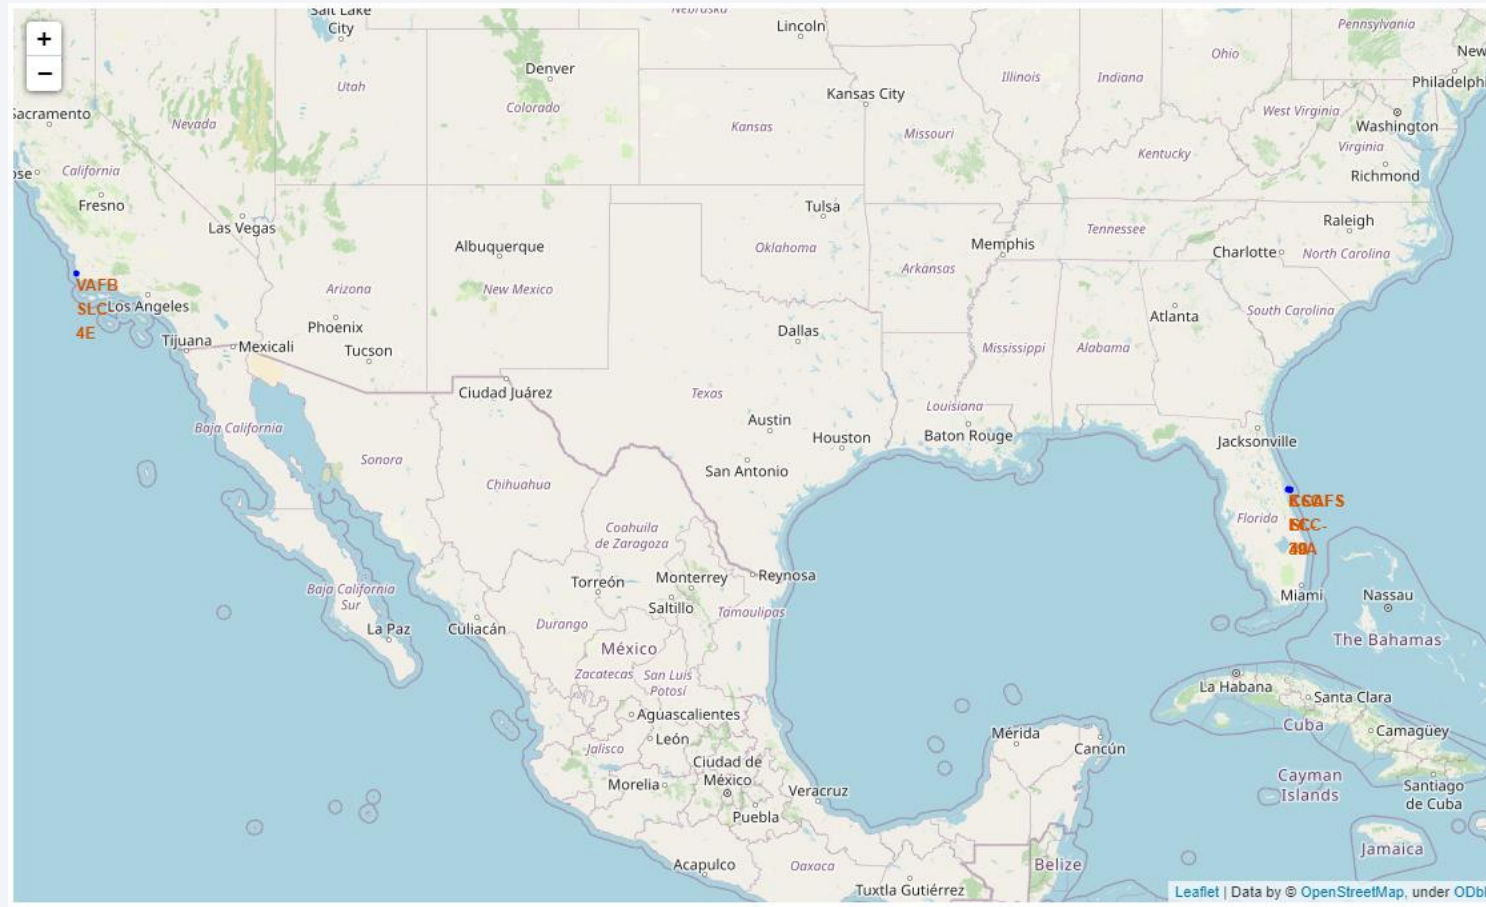 +
−
Salt Lake
City
Nebraska
Lincoln
Pennsylvania
New
Denver
Utah
Colorado
Kansas City
Illinois
Indiana
Ohio
Philadelphi
Sacramento
Nevada
Kansas
Missouri
West Virginia
Washington
ose
California
Kentucky
Virginia
Richmond
Fresno
Las Vegas
Tulsa
Tennessee
Raleigh
Albuquerque
Oklahoma
Memphis
Charlotte
North Carolina
Arkansas
VAFB
SLC-
4E
Los Angeles
Arizona
New Mexico
Phoenix
Dallas
Atlanta
South Carolina
Tijuana
Mexicali
Tucson
Mississippi
Alabama
Ciudad Juárez
Texas
Louisiana
Baja California
Austin
Houston
Baton Rouge
Jacksonville
Sonora
San Antonio
Chihuahua
Florida
Coahuila
de Zaragoza
Torreón
Monterrey
Reynosa
Baja California
Sur
Saltillo
Tamaulipas
Miami
Nassau
La Paz
Culiacán
Durango
México
The Bahamas
Zacatecas
San Luis
Potosí
La Habana
Santa Clara
Aguascalientes
Cuba
Camagüey
Jalisco
León
Mérida
Cancún
Ciudad de
México
Morelia
Veracruz
Cayman
Islands
Santiago
de Cuba
Puebla
Jamaica
Acapulco
Oaxaca
Belize
Tuxtla Gutiérrez
Leaflet | Data by © OpenStreetMap, under ODbl